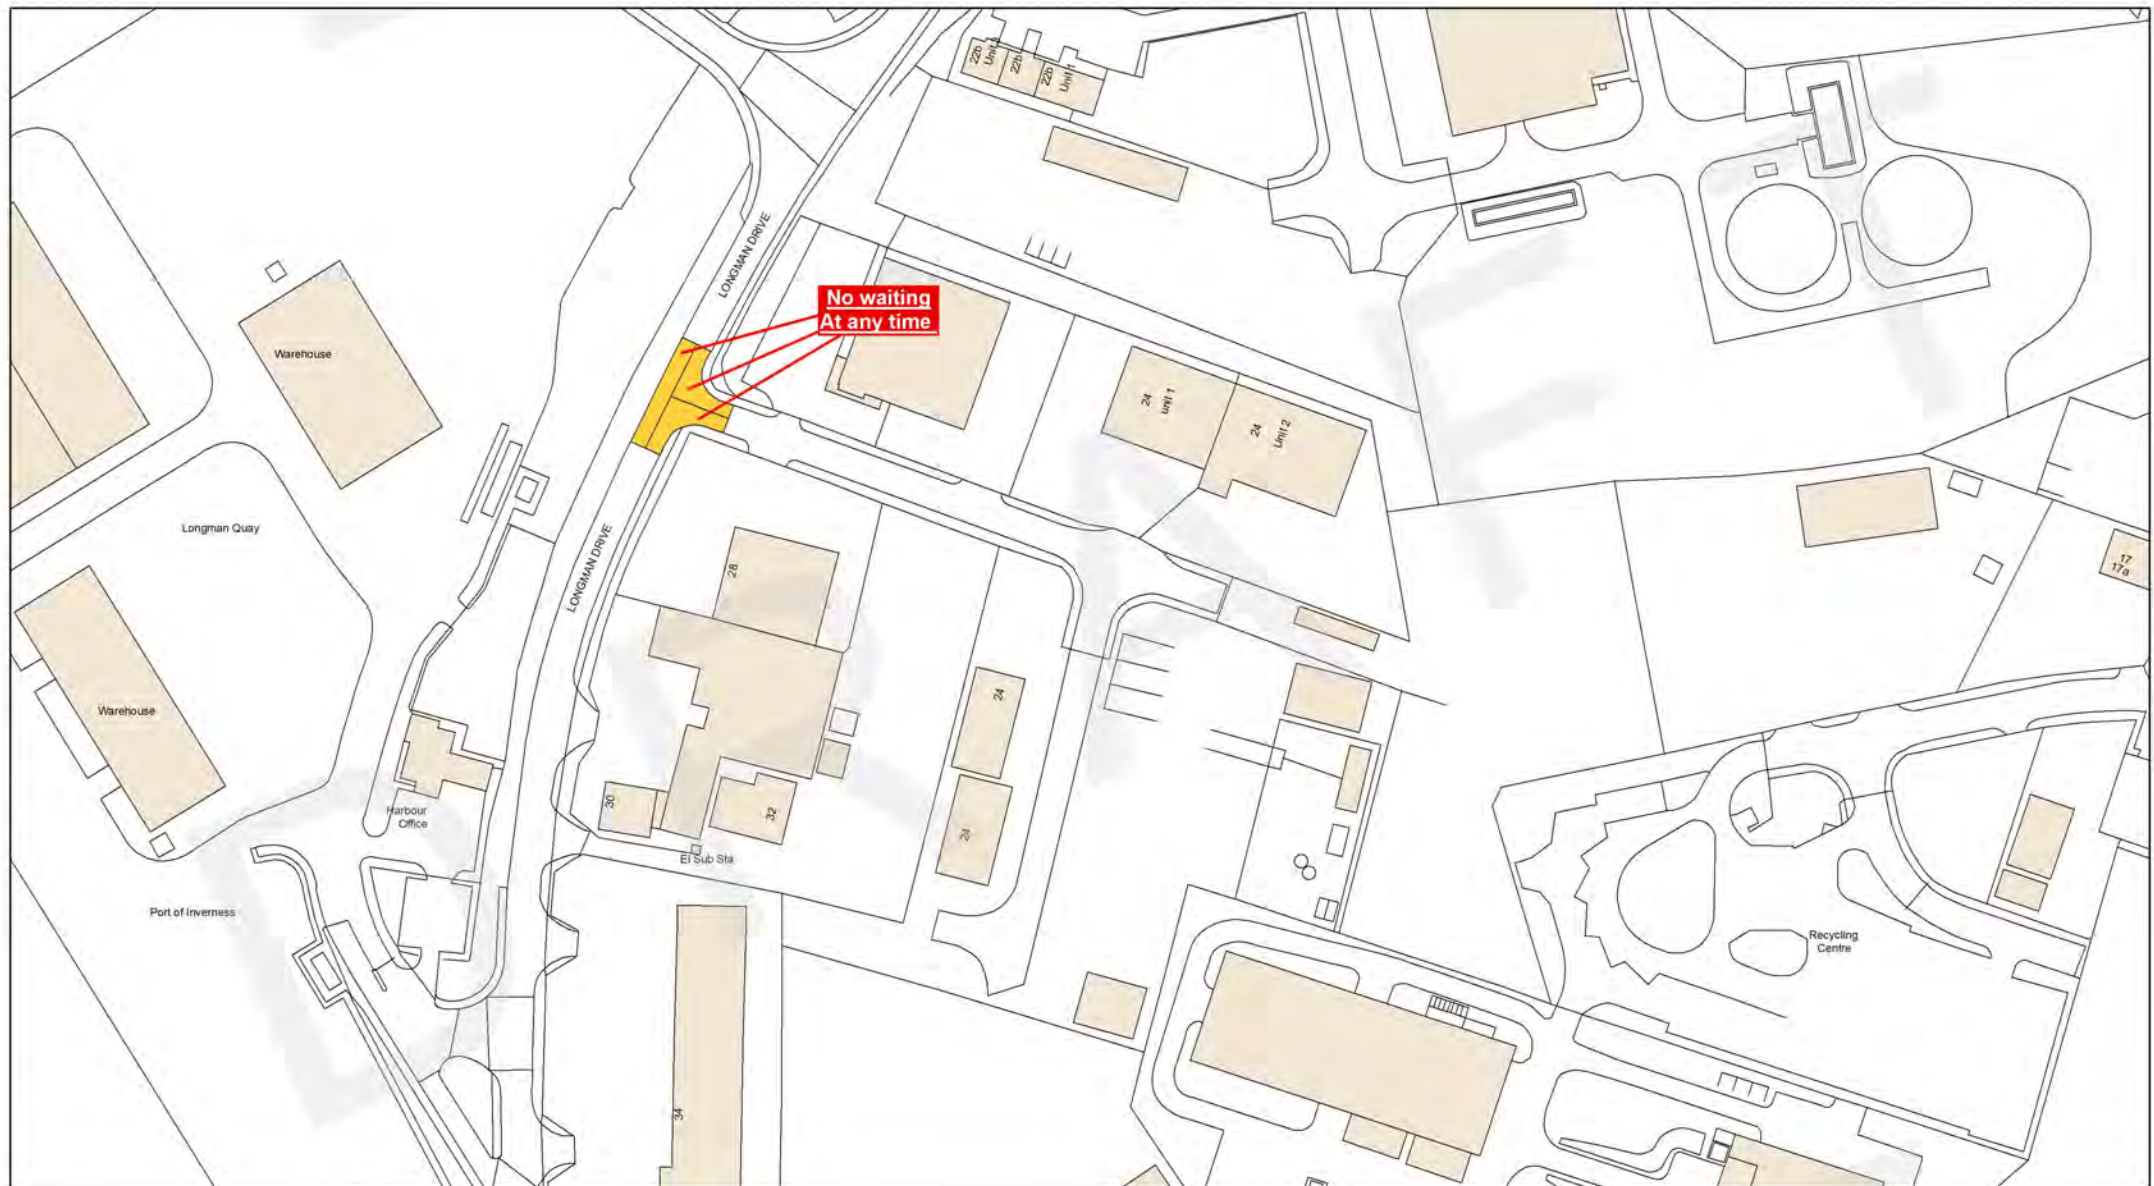 22b
Unit 4
22b
22b
Unit 1
LONGMAN DRIVE
No waiting
At any time
Warehouse
24
unit 1
24
Unit 2
Longman Quay
LONGMAN DRIVE
28
17
17a
24
Warehouse
30
32
Harbour
Office
24
El Sub Sta
Port of Inverness
Recycling
Centre
34
DRAFT